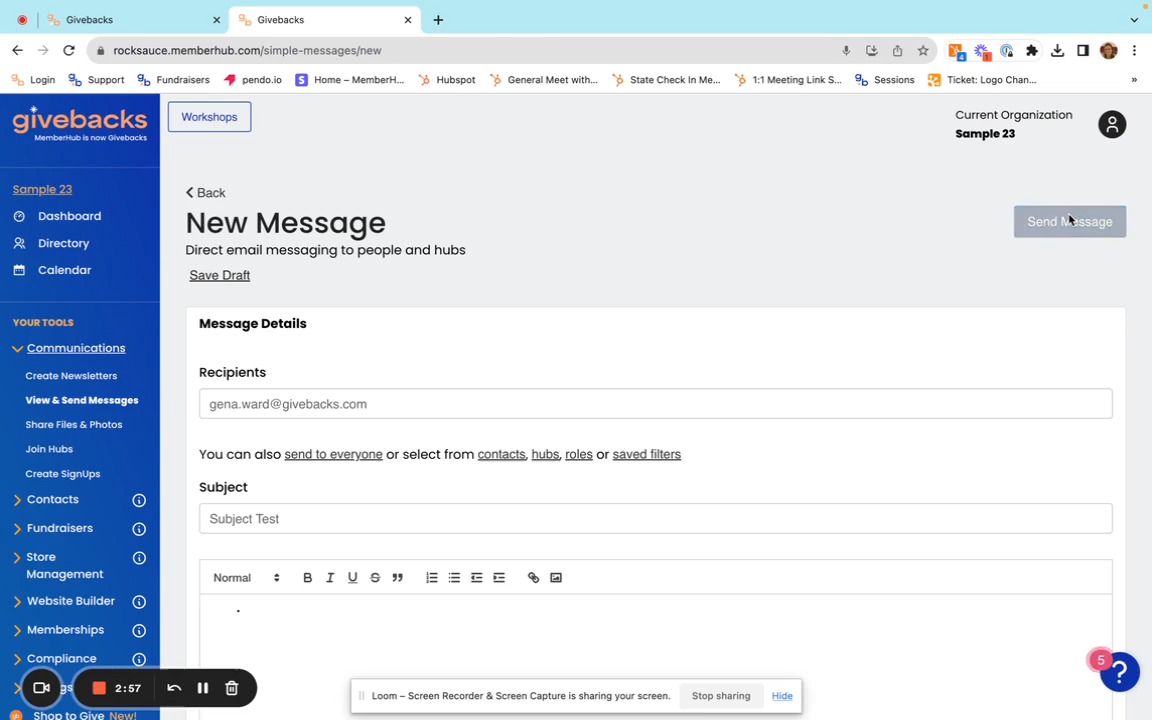 Givebacks
Givebacks
rocksauce.memberhub.com/simple-messages/new
4
1
Login
Support
Fundraisers
pendo.io
Home – MemberH...
Hubspot
General Meet with...
State Check In Me...
1:1 Meeting Link S...
Sessions
Ticket: Logo Chan...
»
givebacks
MemberHub is now Givebacks
Workshops
Current Organization
Sample 23
Sample 23
Dashboard
Directory
Calendar
YOUR TOOLS
Communications
Create Newsletters
View & Send Messages
Share Files & Photos
Join Hubs
Create SignUps
Contacts
Fundraisers
Store
Management
Website Builder
Memberships
Compliance
Shop to Give New!
Back
New Message
Send Message
Direct email messaging to people and hubs
Save Draft
Message Details
Recipients
gena.ward@givebacks.com
You can also send to everyone or select from contacts, hubs, roles or saved filters
Subject
Subject Test
Normal
B I U S
2:57
Loom – Screen Recorder & Screen Capture is sharing your screen.
Stop sharing
Hide
5
?